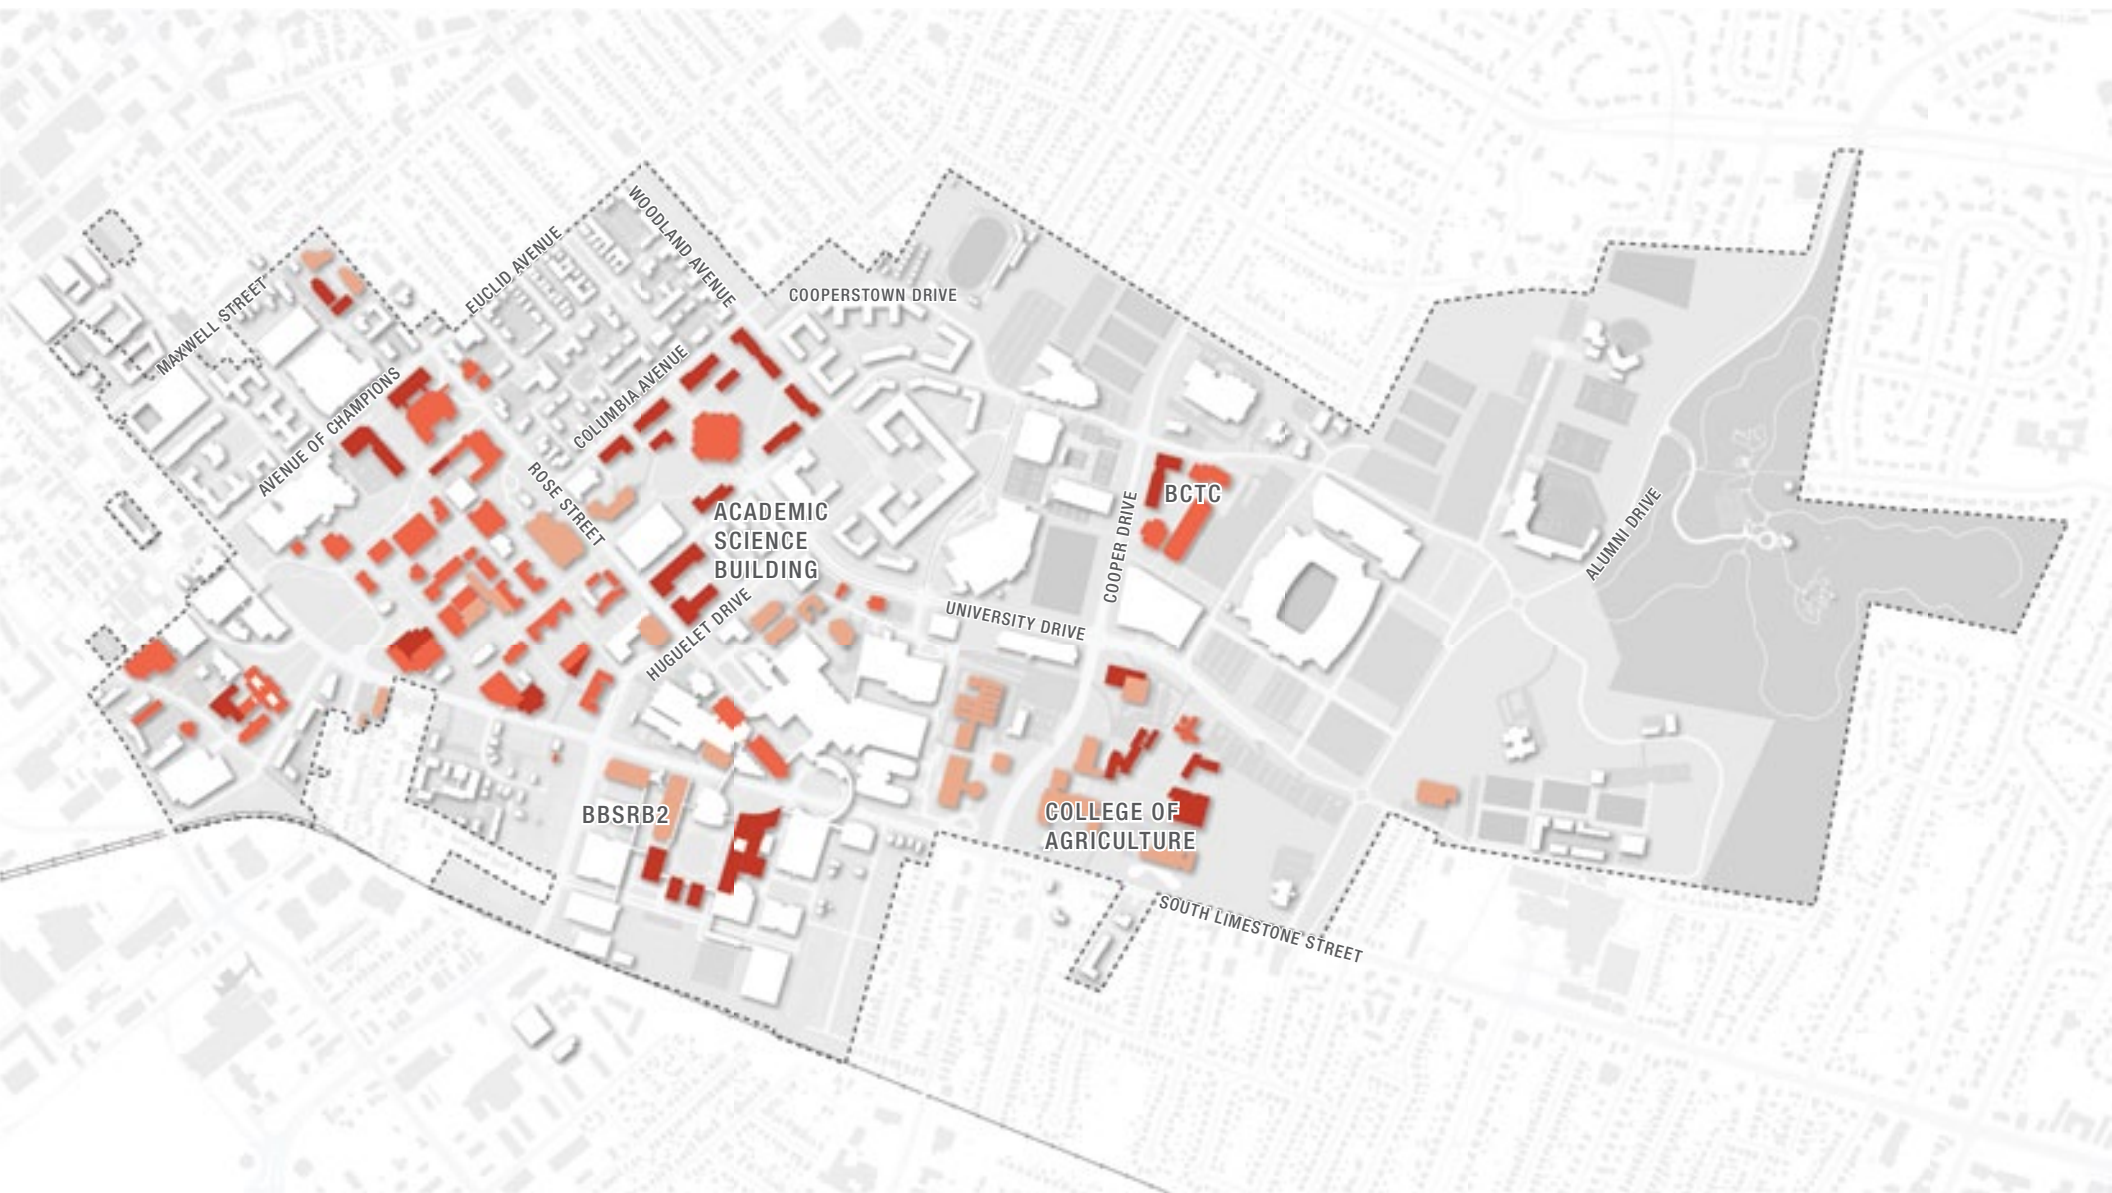 WOODLAND AVENUE
EUCLID AVENUE
MAXWELL STREET
COOPERSTOWN DRIVE
COLUMBIA AVENUE
AVENUE OF CHAMPIONS
ROSE STREET
BCTC
ACADEMIC
SCIENCE
BUILDING
COOPER DRIVE
ALUMNI DRIVE
HUGUELET DRIVE
UNIVERSITY DRIVE
BBSRB2
COLLEGE OF
AGRICULTURE
SOUTH LIMESTONE STREET